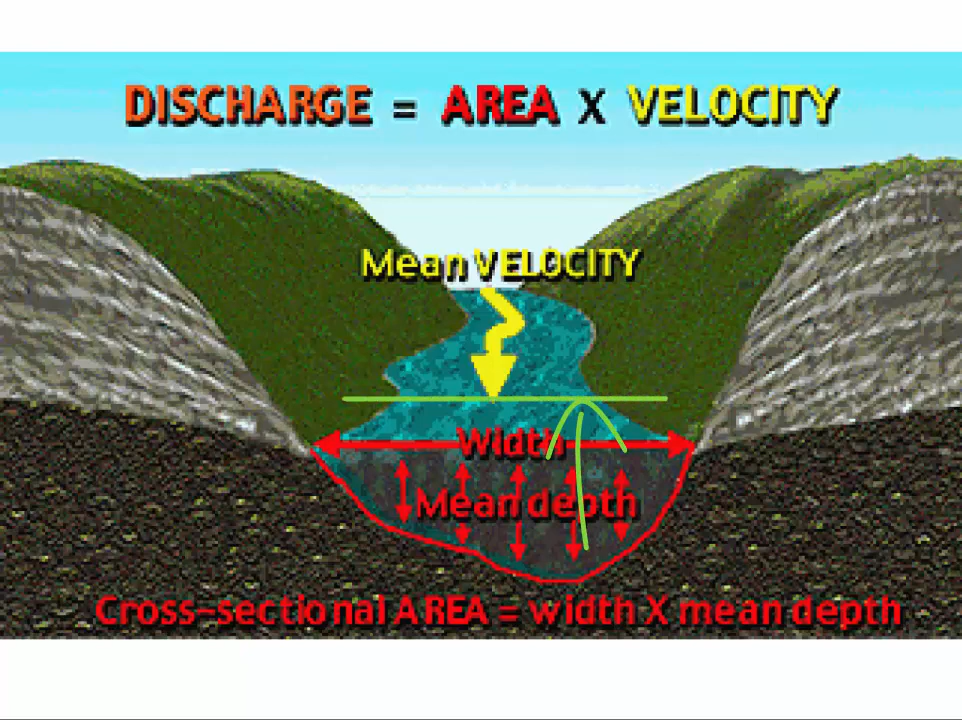 DISCHARGE = AREA X VELOCITY
Mean VELOCITY
Width
Mean depth
Cross-sectional AREA = width X mean depth